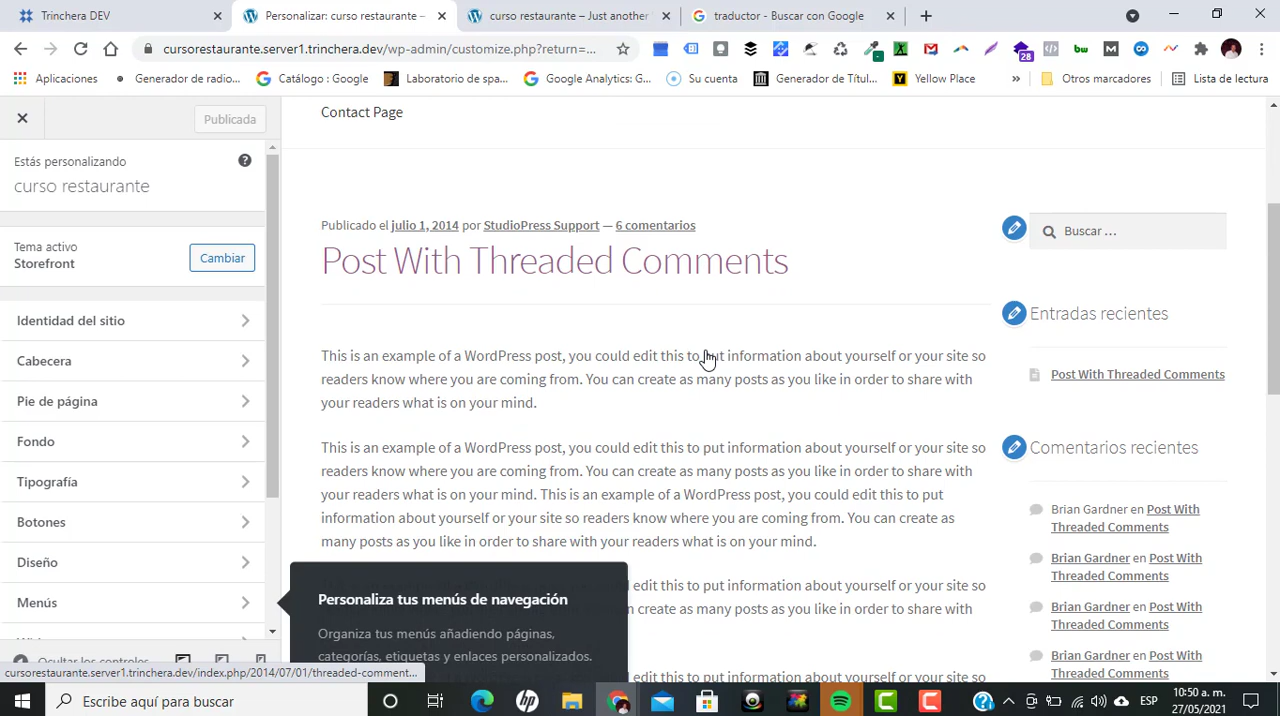 Trinchera DEV
Personalizar: curso restaurante –
curso restaurante – Just another
traductor - Buscar con Google
cursorestaurante.server1.trinchera.dev/wp-admin/customize.php?return=...
28
Aplicaciones
Generador de radio...
Catálogo : Google
Laboratorio de spa...
Google Analytics: G...
Su cuenta
Generador de Títul...
Yellow Place
»
Otros marcadores
Lista de lectura
Publicada
Estás personalizando
curso restaurante
Tema activo
Storefront
Cambiar
Identidad del sitio
Cabecera
Pie de página
Fondo
Tipografía
Botones
Diseño
Menús
Ocultar los controles
Contact Page
Publicado el julio 1, 2014 por StudioPress Support — 6 comentarios
Post With Threaded Comments
This is an example of a WordPress post, you could edit this to put information about yourself or your site so
readers know where you are coming from. You can create as many posts as you like in order to share with
your readers what is on your mind.
This is an example of a WordPress post, you could edit this to put information about yourself or your site so
readers know where you are coming from. You can create as many posts as you like in order to share with
your readers what is on your mind. This is an example of a WordPress post, you could edit this to put
information about yourself or your site so readers know where you are coming from. You can create as
many posts as you like in order to share with your readers what is on your mind.
edit this to put information about yourself or your site so
create as many posts as you like in order to share with
edit this to put information about yourself or your site so
Personaliza tus menús de navegación
Organiza tus menús añadiendo páginas,
categorías, etiquetas y enlaces personalizados.
Buscar …
Entradas recientes
Post With Threaded Comments
Comentarios recientes
Brian Gardner en Post With
Threaded Comments
Brian Gardner en Post With
Threaded Comments
Brian Gardner en Post With
Threaded Comments
Brian Gardner en Post With
Threaded Comments
cursorestaurante.server1.trinchera.dev/index.php/2014/07/01/threaded-comment...
Escribe aquí para buscar
ESP
10:50 a. m.
27/05/2021